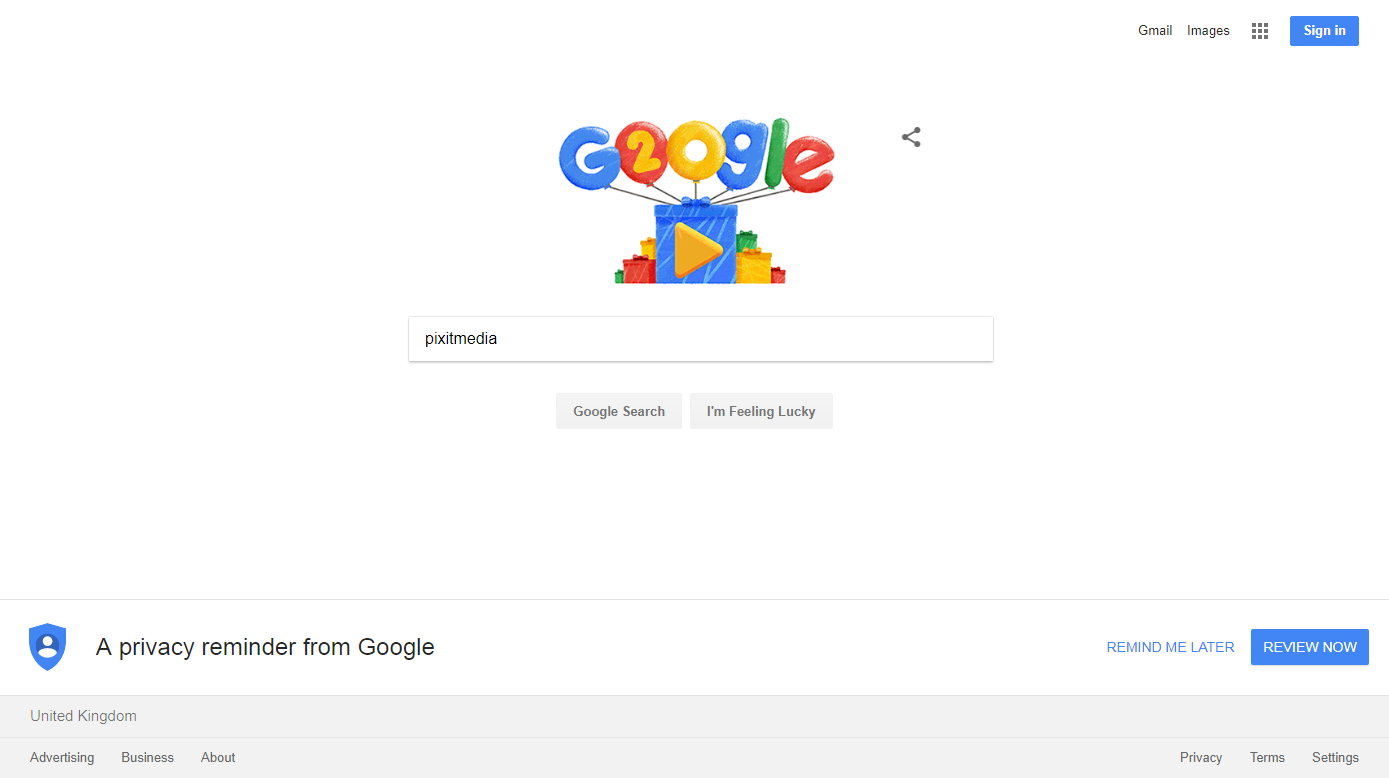 Gmail Images Sign in
G2ogle
pixitmedia
Google Search I'm Feeling Lucky
A privacy reminder from Google REMIND ME LATER REVIEW NOW
United Kingdom
Advertising Business About Privacy Terms Settings